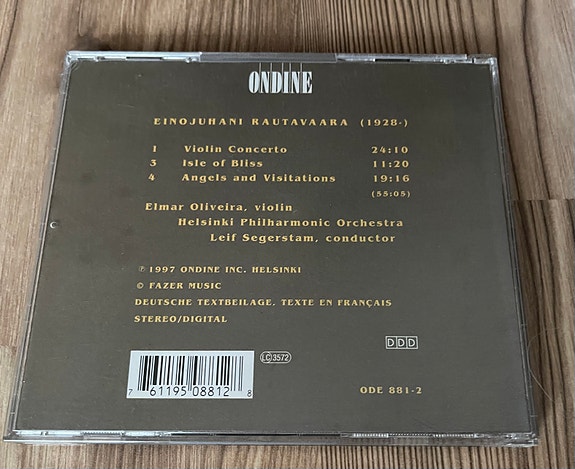 ONDINE
EINOJUHANI RAUTAVAARA (1928-)
1 Violin Concerto 24:10
3 Isle of Bliss 11:20
4 Angels and Visitations 19:16
(55:05)
Elmar Oliveira, violin
Helsinki Philharmonic Orchestra
Leif Segerstam, conductor
℗ 1997 ONDINE INC. HELSINKI
© FAZER MUSIC
DEUTSCHE TEXTBEILAGE, TEXTE EN FRANÇAIS
STEREO/DIGITAL
DDD
LC 3572
7 61195 08812 8
ODE 881-2